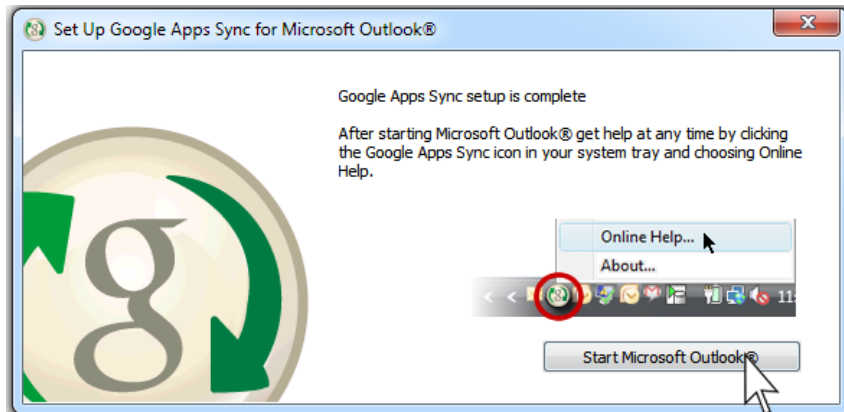 Set Up Google Apps Sync for Microsoft Outlook®
Google Apps Sync setup is complete
After starting Microsoft Outlook® get help at any time by clicking
the Google Apps Sync icon in your system tray and choosing Online
Help.
Online Help...
About...
11:
Start Microsoft Outlook®
g